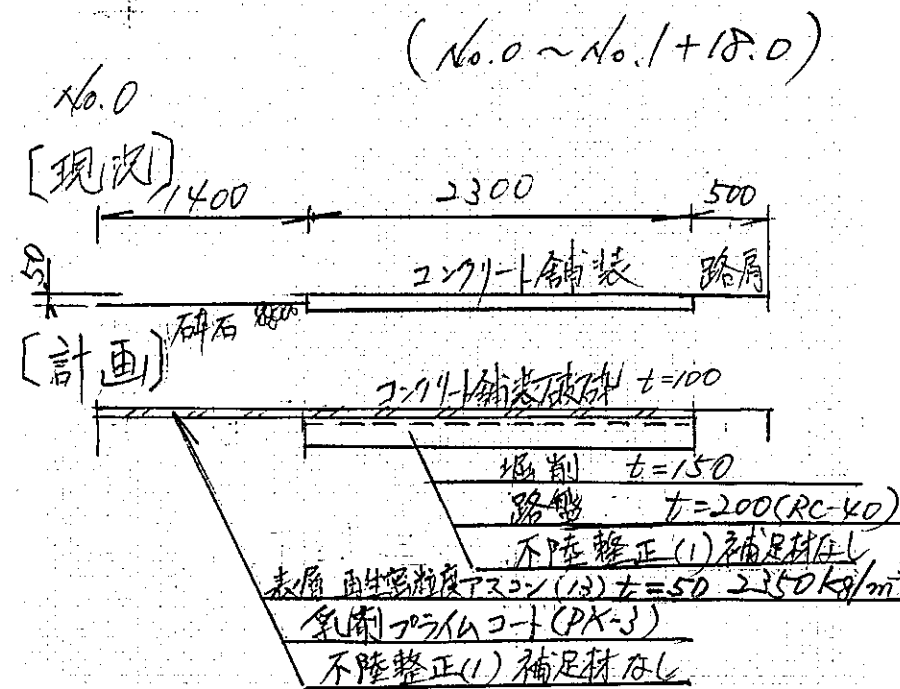 (No.0 ~ No.1+18.0)
No.0
[現況]
1400 2300 500
50
コンクリート舗装 路肩
砕石
[計画]
コンクリート舗装破砕 t=100
堀削 t=150
路盤 t=200(RC-40)
不陸整正(1)補足材なし
表層 再生密粒度アスコン(13) t=50 2350kg/m
乳剤プライムコート(PK-3)
不陸整正(1)補足材なし